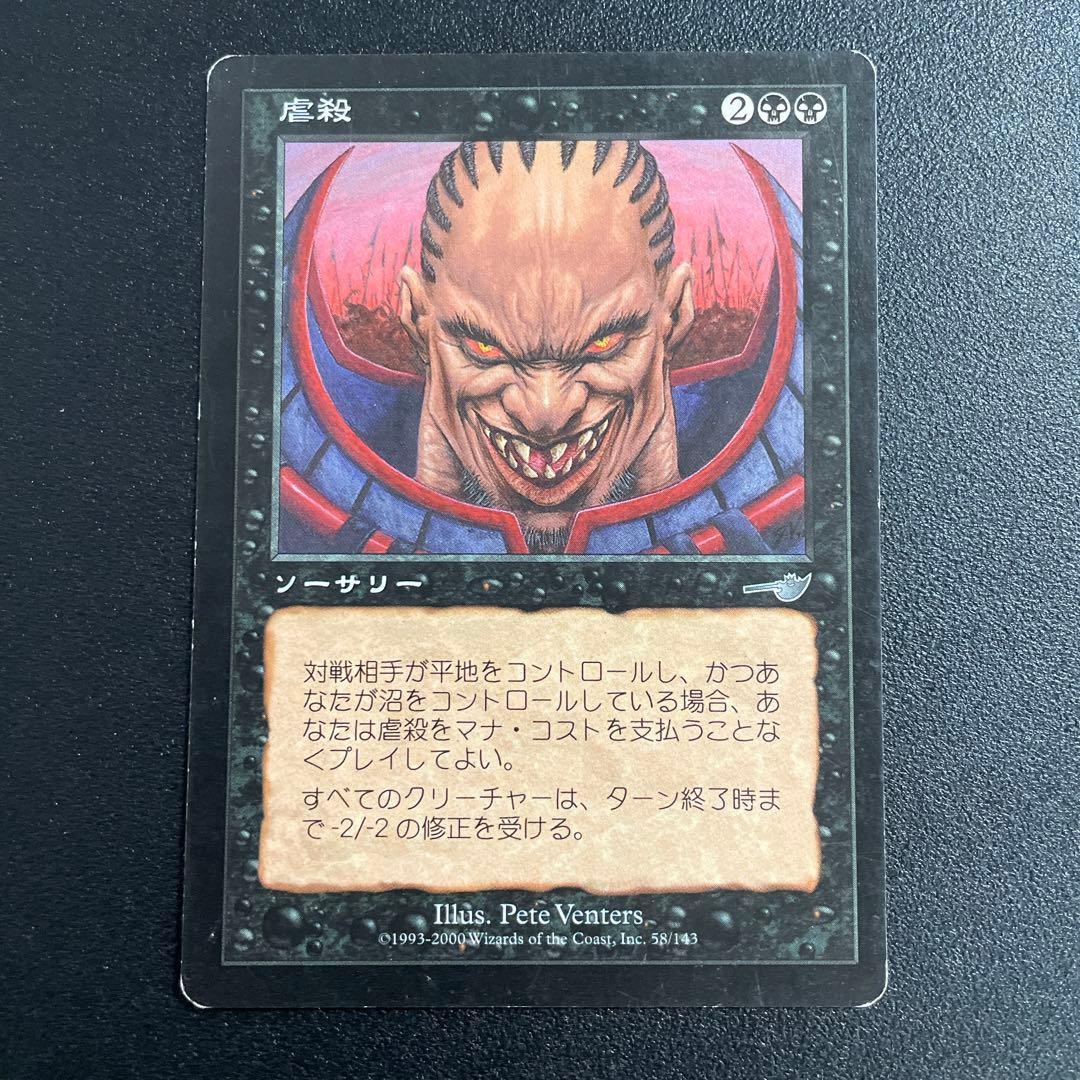 虐殺
2
ソーサリー
対戦相手が平地をコントロールし、かつあ
なたが沼をコントロールしている場合、あ
なたは虐殺をマナ・コストを支払うことな
くプレイしてよい。
すべてのクリーチャーは、ターン終了時ま
で -2/-2 の修正を受ける。
Illus. Pete Venters
©1993-2000 Wizards of the Coast, Inc. 58/143